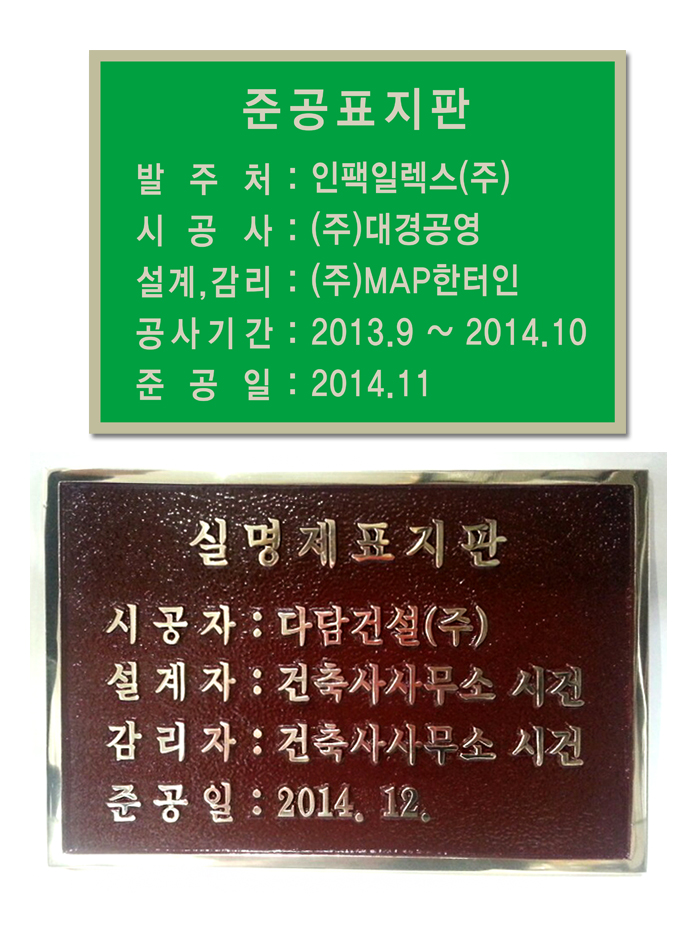 준공표지판
발 주 처 : 인팩일렉스(주)
시 공 사 : (주)대경공영
설계,감리 : (주)MAP한터인
공사기간 : 2013.9 ~ 2014.10
준 공 일 : 2014.11
실명제표지판
시공자 : 다담건설(주)
설계자 : 건축사사무소 시건
감리자 : 건축사사무소 시건
준공일 : 2014. 12.